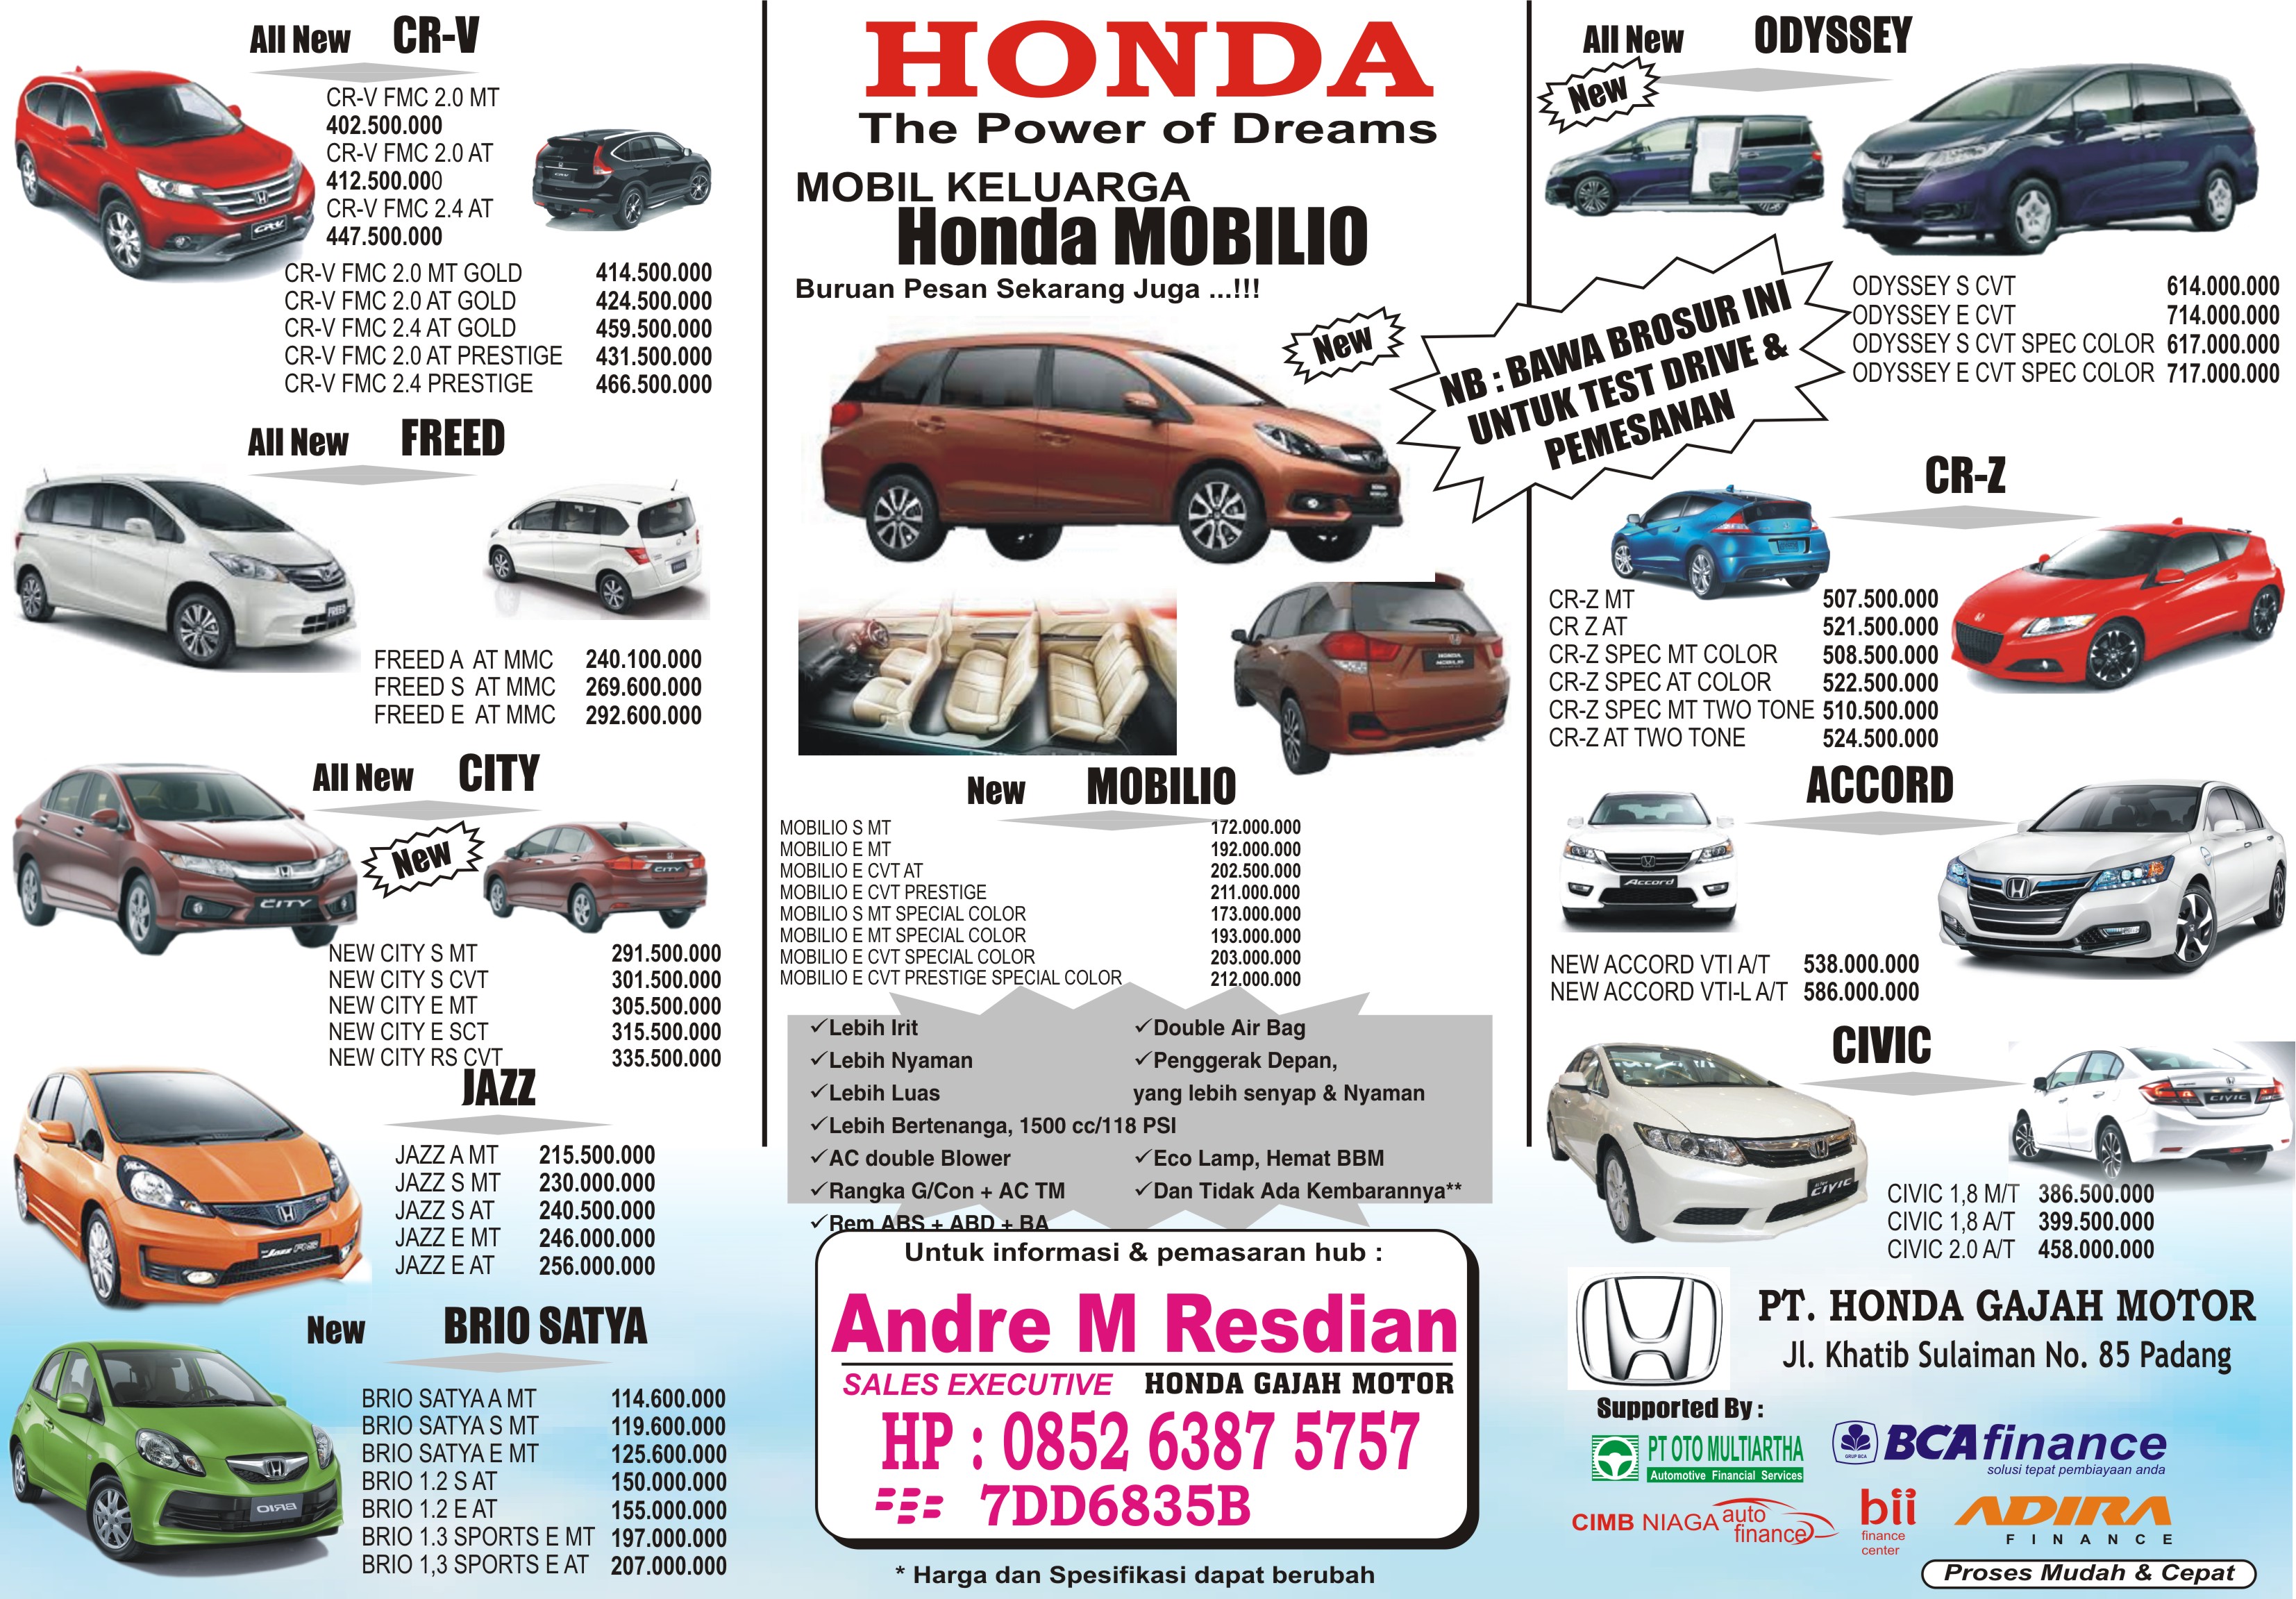 All New CR-V
CR-V FMC 2.0 MT
402.500.000
CR-V FMC 2.0 AT
412.500.000
CR-V FMC 2.4 AT
447.500.000
CR-V FMC 2.0 MT GOLD 414.500.000
CR-V FMC 2.0 AT GOLD 424.500.000
CR-V FMC 2.4 AT GOLD 459.500.000
CR-V FMC 2.0 AT PRESTIGE 431.500.000
CR-V FMC 2.4 PRESTIGE 466.500.000
All New FREED
FREED
FREED A AT MMC 240.100.000
FREED S AT MMC 269.600.000
FREED E AT MMC 292.600.000
All New CITY
New
CITY
CITY
NEW CITY S MT 291.500.000
NEW CITY S CVT 301.500.000
NEW CITY E MT 305.500.000
NEW CITY E SCT 315.500.000
NEW CITY RS CVT 335.500.000
JAZZ
Jazz RS
JAZZ A MT 215.500.000
JAZZ S MT 230.000.000
JAZZ S AT 240.500.000
JAZZ E MT 246.000.000
JAZZ E AT 256.000.000
New BRIO SATYA
BRIO
BRIO SATYA A MT 114.600.000
BRIO SATYA S MT 119.600.000
BRIO SATYA E MT 125.600.000
BRIO 1.2 S AT 150.000.000
BRIO 1.2 E AT 155.000.000
BRIO 1.3 SPORTS E MT 197.000.000
BRIO 1,3 SPORTS E AT 207.000.000
HONDA
The Power of Dreams
MOBIL KELUARGA
Honda MOBILIO
Buruan Pesan Sekarang Juga ...!!!
New
NB : BAWA BROSUR INI
UNTUK TEST DRIVE &
PEMESANAN
HONDA
MOBILIO
New MOBILIO
MOBILIO S MT 172.000.000
MOBILIO E MT 192.000.000
MOBILIO E CVT AT 202.500.000
MOBILIO E CVT PRESTIGE 211.000.000
MOBILIO S MT SPECIAL COLOR 173.000.000
MOBILIO E MT SPECIAL COLOR 193.000.000
MOBILIO E CVT SPECIAL COLOR 203.000.000
MOBILIO E CVT PRESTIGE SPECIAL COLOR 212.000.000
✓Lebih Irit ✓Double Air Bag
✓Lebih Nyaman ✓Penggerak Depan,
✓Lebih Luas yang lebih senyap & Nyaman
✓Lebih Bertenanga, 1500 cc/118 PSI
✓AC double Blower ✓Eco Lamp, Hemat BBM
✓Rangka G/Con + AC TM ✓Dan Tidak Ada Kembarannya**
✓Rem ABS + ABD + BA
Untuk informasi & pemasaran hub :
Andre M Resdian
SALES EXECUTIVE HONDA GAJAH MOTOR
HP : 0852 6387 5757
7DD6835B
* Harga dan Spesifikasi dapat berubah
All New ODYSSEY
New
ODYSSEY S CVT 614.000.000
ODYSSEY E CVT 714.000.000
ODYSSEY S CVT SPEC COLOR 617.000.000
ODYSSEY E CVT SPEC COLOR 717.000.000
CR-Z
CR-Z MT 507.500.000
CR Z AT 521.500.000
CR-Z SPEC MT COLOR 508.500.000
CR-Z SPEC AT COLOR 522.500.000
CR-Z SPEC MT TWO TONE 510.500.000
CR-Z AT TWO TONE 524.500.000
ACCORD
Accord
NEW ACCORD VTI A/T 538.000.000
NEW ACCORD VTI-L A/T 586.000.000
CIVIC
CIVIC
CIVIC
CIVIC 1,8 M/T 386.500.000
CIVIC 1,8 A/T 399.500.000
CIVIC 2.0 A/T 458.000.000
PT. HONDA GAJAH MOTOR
Jl. Khatib Sulaiman No. 85 Padang
Supported By :
PT OTO MULTIARTHA
Automotive Financial Services
GRUP BCA
BCA finance
solusi tepat pembiayaan anda
CIMB NIAGA auto finance
bii
finance
center
ADIRA
FINANCE
Proses Mudah & Cepat